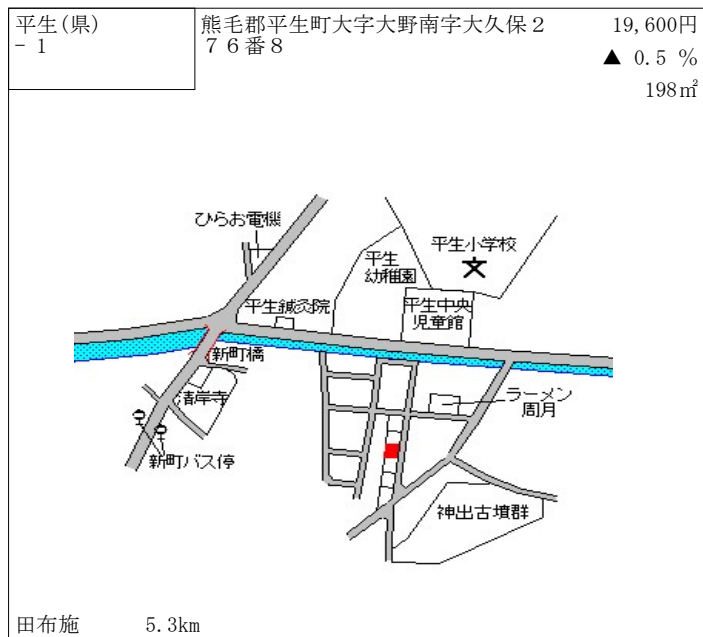 平生(県)
- 1
熊毛郡平生町大字大野南字大久保２
７６番８
19,600円
▲ 0.5 %
198㎡
ひらお電機
平生小学校
平生
幼稚園
平生鍼灸院
平生中央
児童館
新町橋
清岸寺
ラーメン
周月
新町バス停
神出古墳群
田布施 5.3km